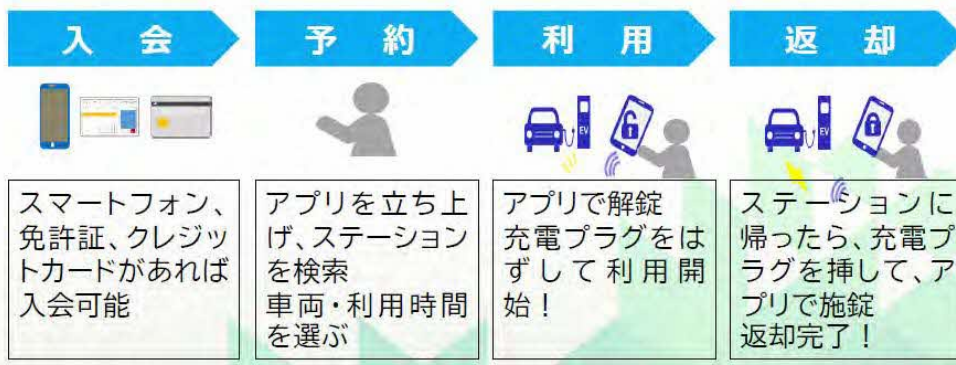 入会
予約
利用
返却
EV
EV
スマートフォン、
免許証、クレジッ
トカードがあれば
入会可能
アプリを立ち上
げ、ステーション
を検索
車両・利用時間
を選ぶ
アプリで解錠
充電プラグをは
ずして利用開
始！
ステーションに
帰ったら、充電プ
ラグを挿して、ア
プリで施錠
返却完了！